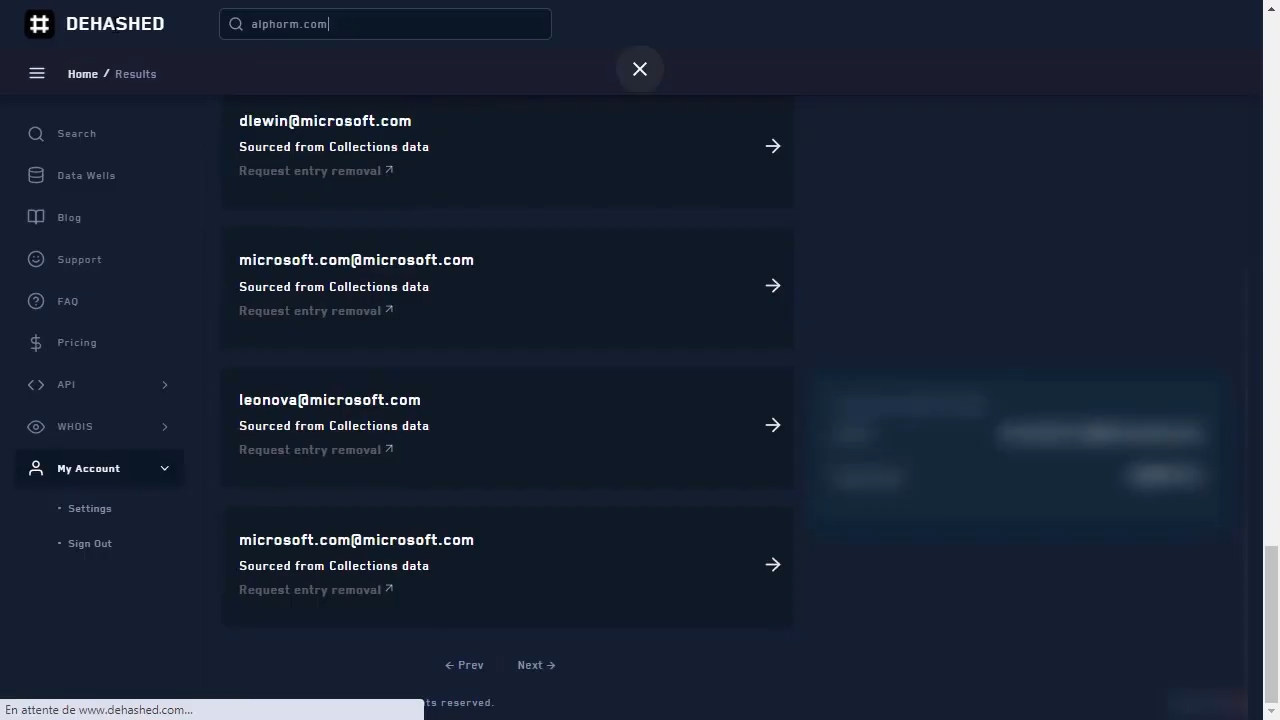 DEHASHED
alphorm.com
Home / Results
Search
Data Wells
Blog
Support
FAQ
Pricing
API
WHOIS
My Account
Settings
Sign Out
dlewin@microsoft.com
Sourced from Collections data
Request entry removal
microsoft.com@microsoft.com
Sourced from Collections data
Request entry removal
leonova@microsoft.com
Sourced from Collections data
Request entry removal
microsoft.com@microsoft.com
Sourced from Collections data
Request entry removal
← Prev Next →
ts reserved.
En attente de www.dehashed.com...